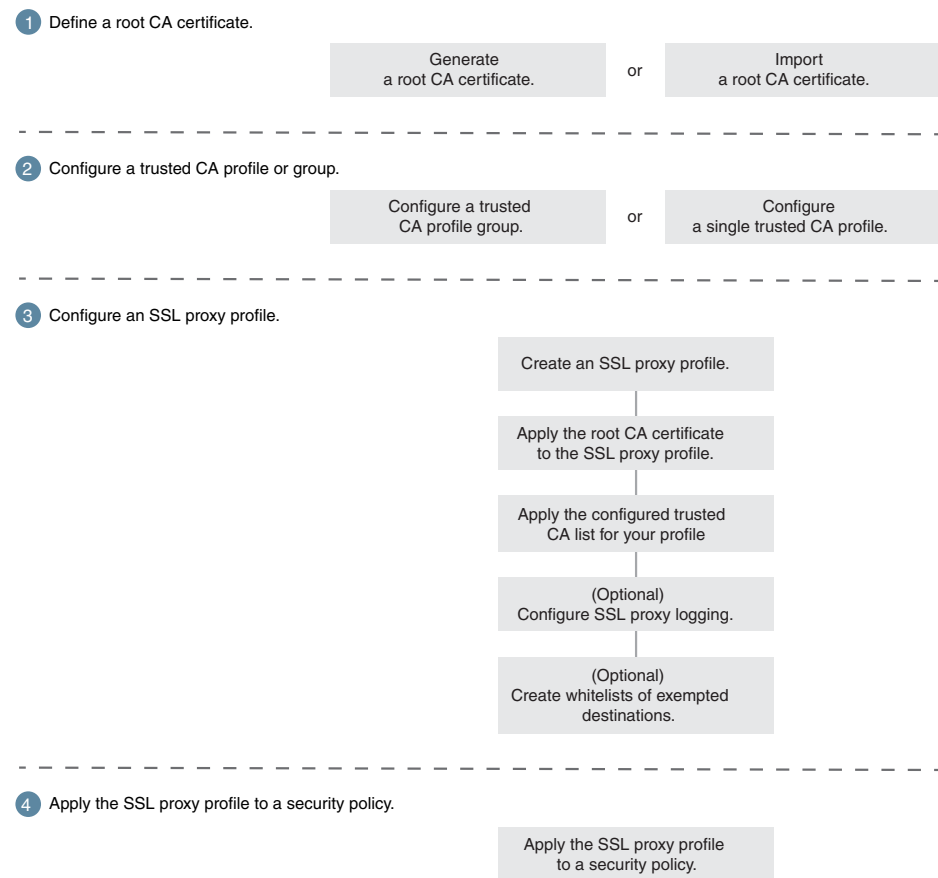 1 Define a root CA certificate.
Generate
a root CA certificate.
or
Import
a root CA certificate.
2 Configure a trusted CA profile or group.
Configure a trusted
CA profile group.
or
Configure
a single trusted CA profile.
3 Configure an SSL proxy profile.
Create an SSL proxy profile.
Apply the root CA certificate
to the SSL proxy profile.
Apply the configured trusted
CA list for your profile
(Optional)
Configure SSL proxy logging.
(Optional)
Create whitelists of exempted
destinations.
4 Apply the SSL proxy profile to a security policy.
Apply the SSL proxy profile
to a security policy.